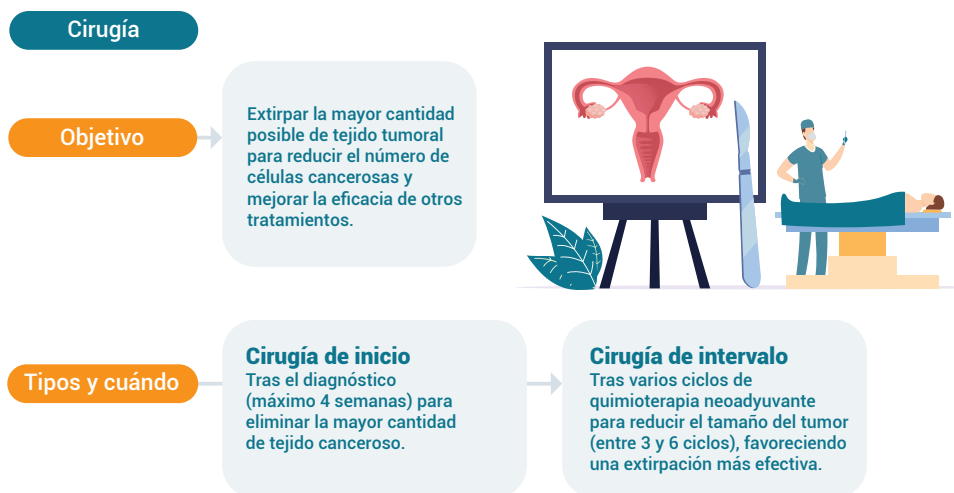 Cirugía
Objetivo
Extirpar la mayor cantidad
posible de tejido tumoral
para reducir el número de
células cancerosas y
mejorar la eficacia de otros
tratamientos.
Tipos y cuándo
Cirugía de inicio
Tras el diagnóstico
(máximo 4 semanas) para
eliminar la mayor cantidad
de tejido canceroso.
Cirugía de intervalo
Tras varios ciclos de
quimioterapia neoadyuvante
para reducir el tamaño del tumor
(entre 3 y 6 ciclos), favoreciendo
una extirpación más efectiva.